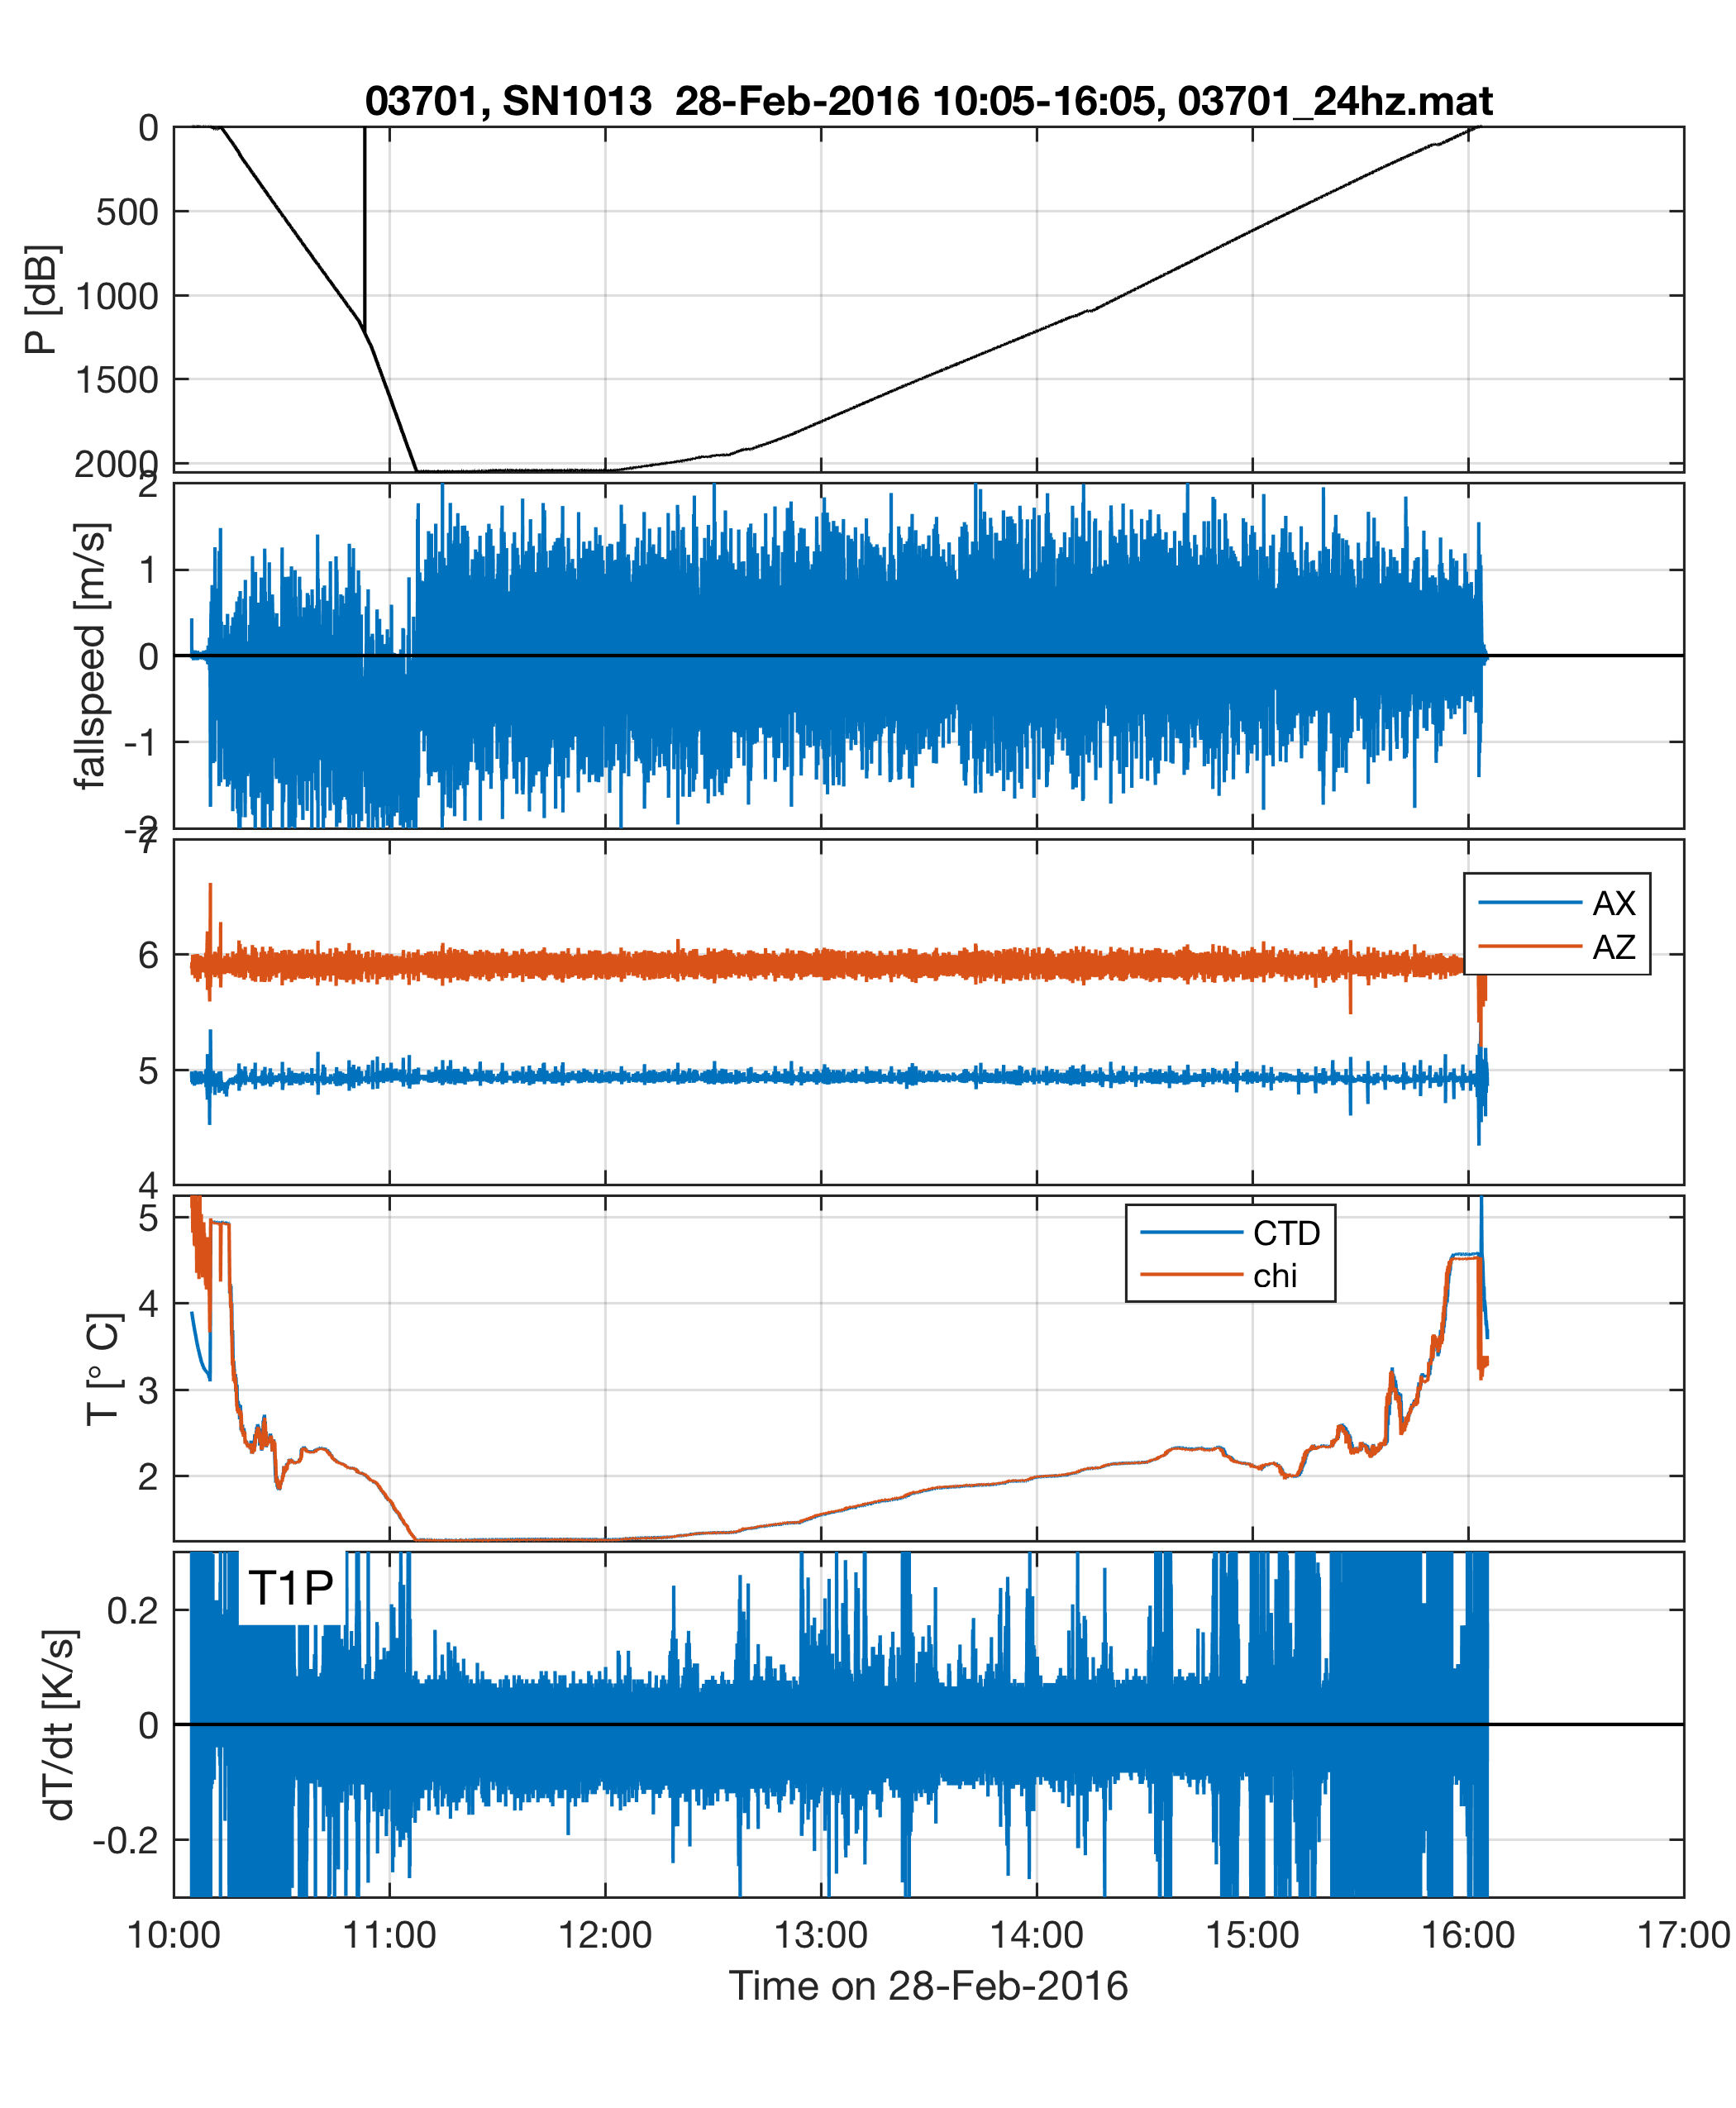 03701, SN1013  28-Feb-2016 10:05-16:05, 03701_24hz.mat
P [dB]
0
500
1000
1500
2000
fallspeed [m/s]
2
1
0
-1
-2
7
6
5
4
AX
AZ
T [° C]
5
4
3
2
CTD
chi
dT/dt [K/s]
T1P
0.2
0
-0.2
10:00 11:00 12:00 13:00 14:00 15:00 16:00 17:00
Time on 28-Feb-2016